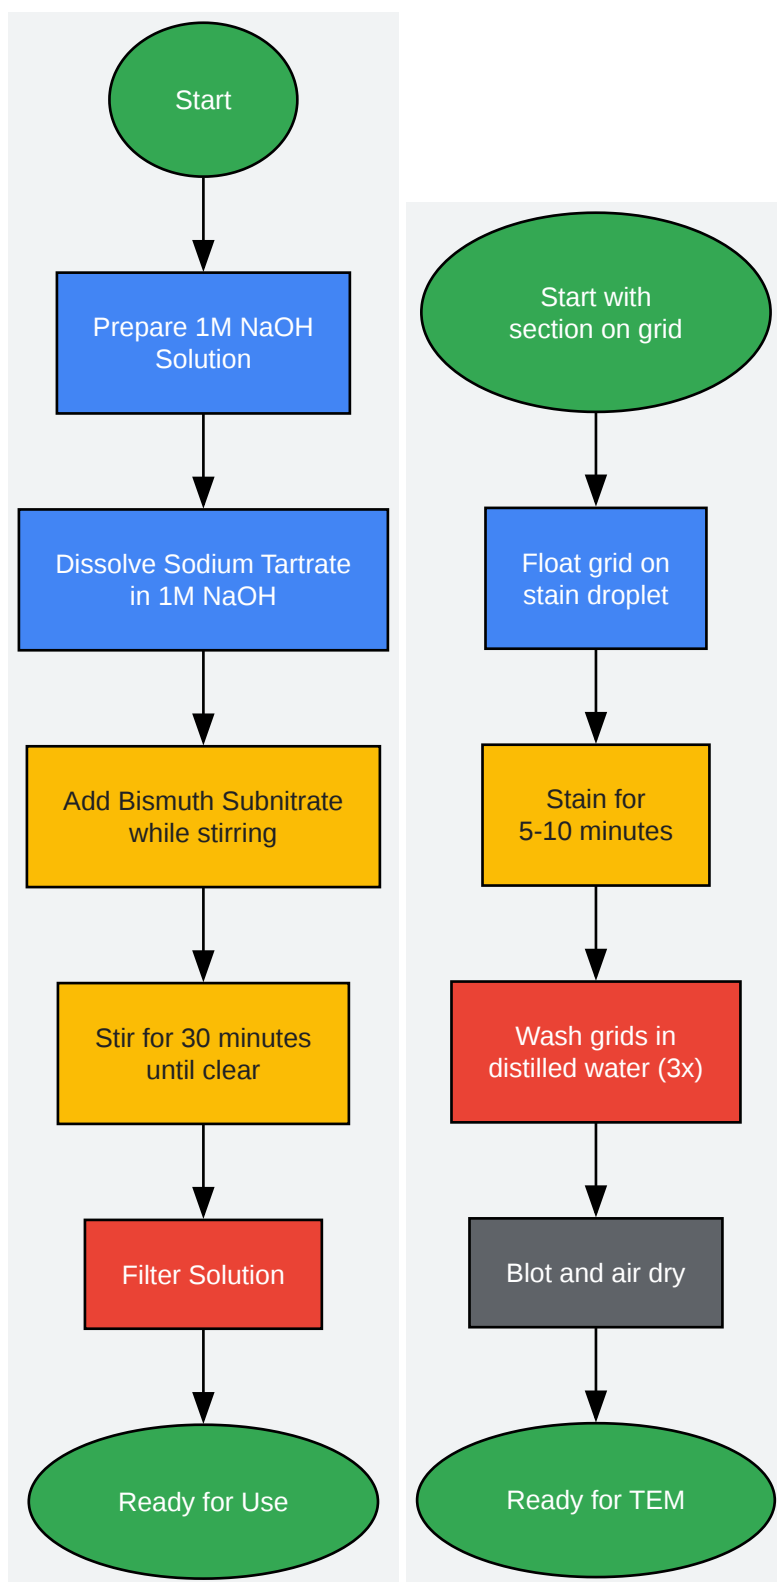 Start
Prepare 1M NaOH
Solution
Dissolve Sodium Tartrate
in 1M NaOH
Add Bismuth Subnitrate
while stirring
Stir for 30 minutes
until clear
Filter Solution
Ready for Use
Start with
section on grid
Float grid on
stain droplet
Stain for
5-10 minutes
Wash grids in
distilled water (3x)
Blot and air dry
Ready for TEM